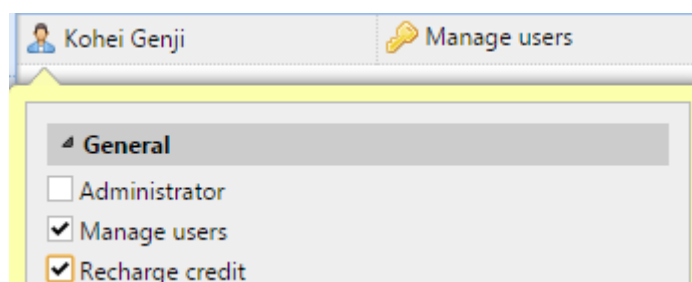 Kohei Genji Manage users
General
Administrator
Manage users
Recharge credit